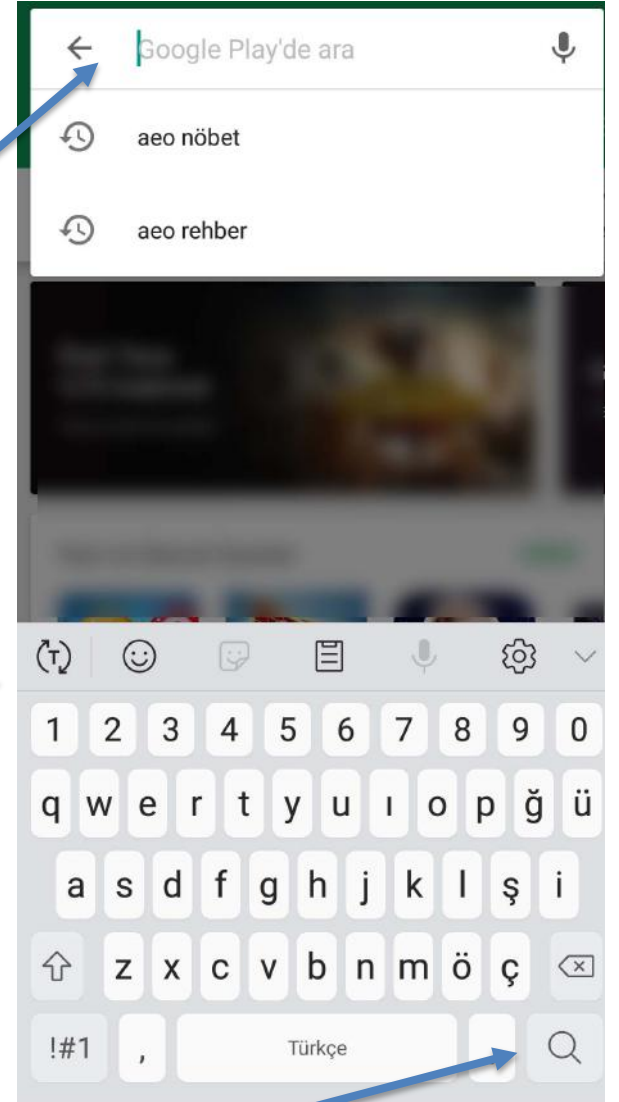 Google Play'de ara
aeo nöbet
aeo rehber
1 2 3 4 5 6 7 8 9 0
q w e r t y u ı o p ğ ü
a s d f g h j k l ş i
z x c v b n m ö ç
!#1 , Türkçe